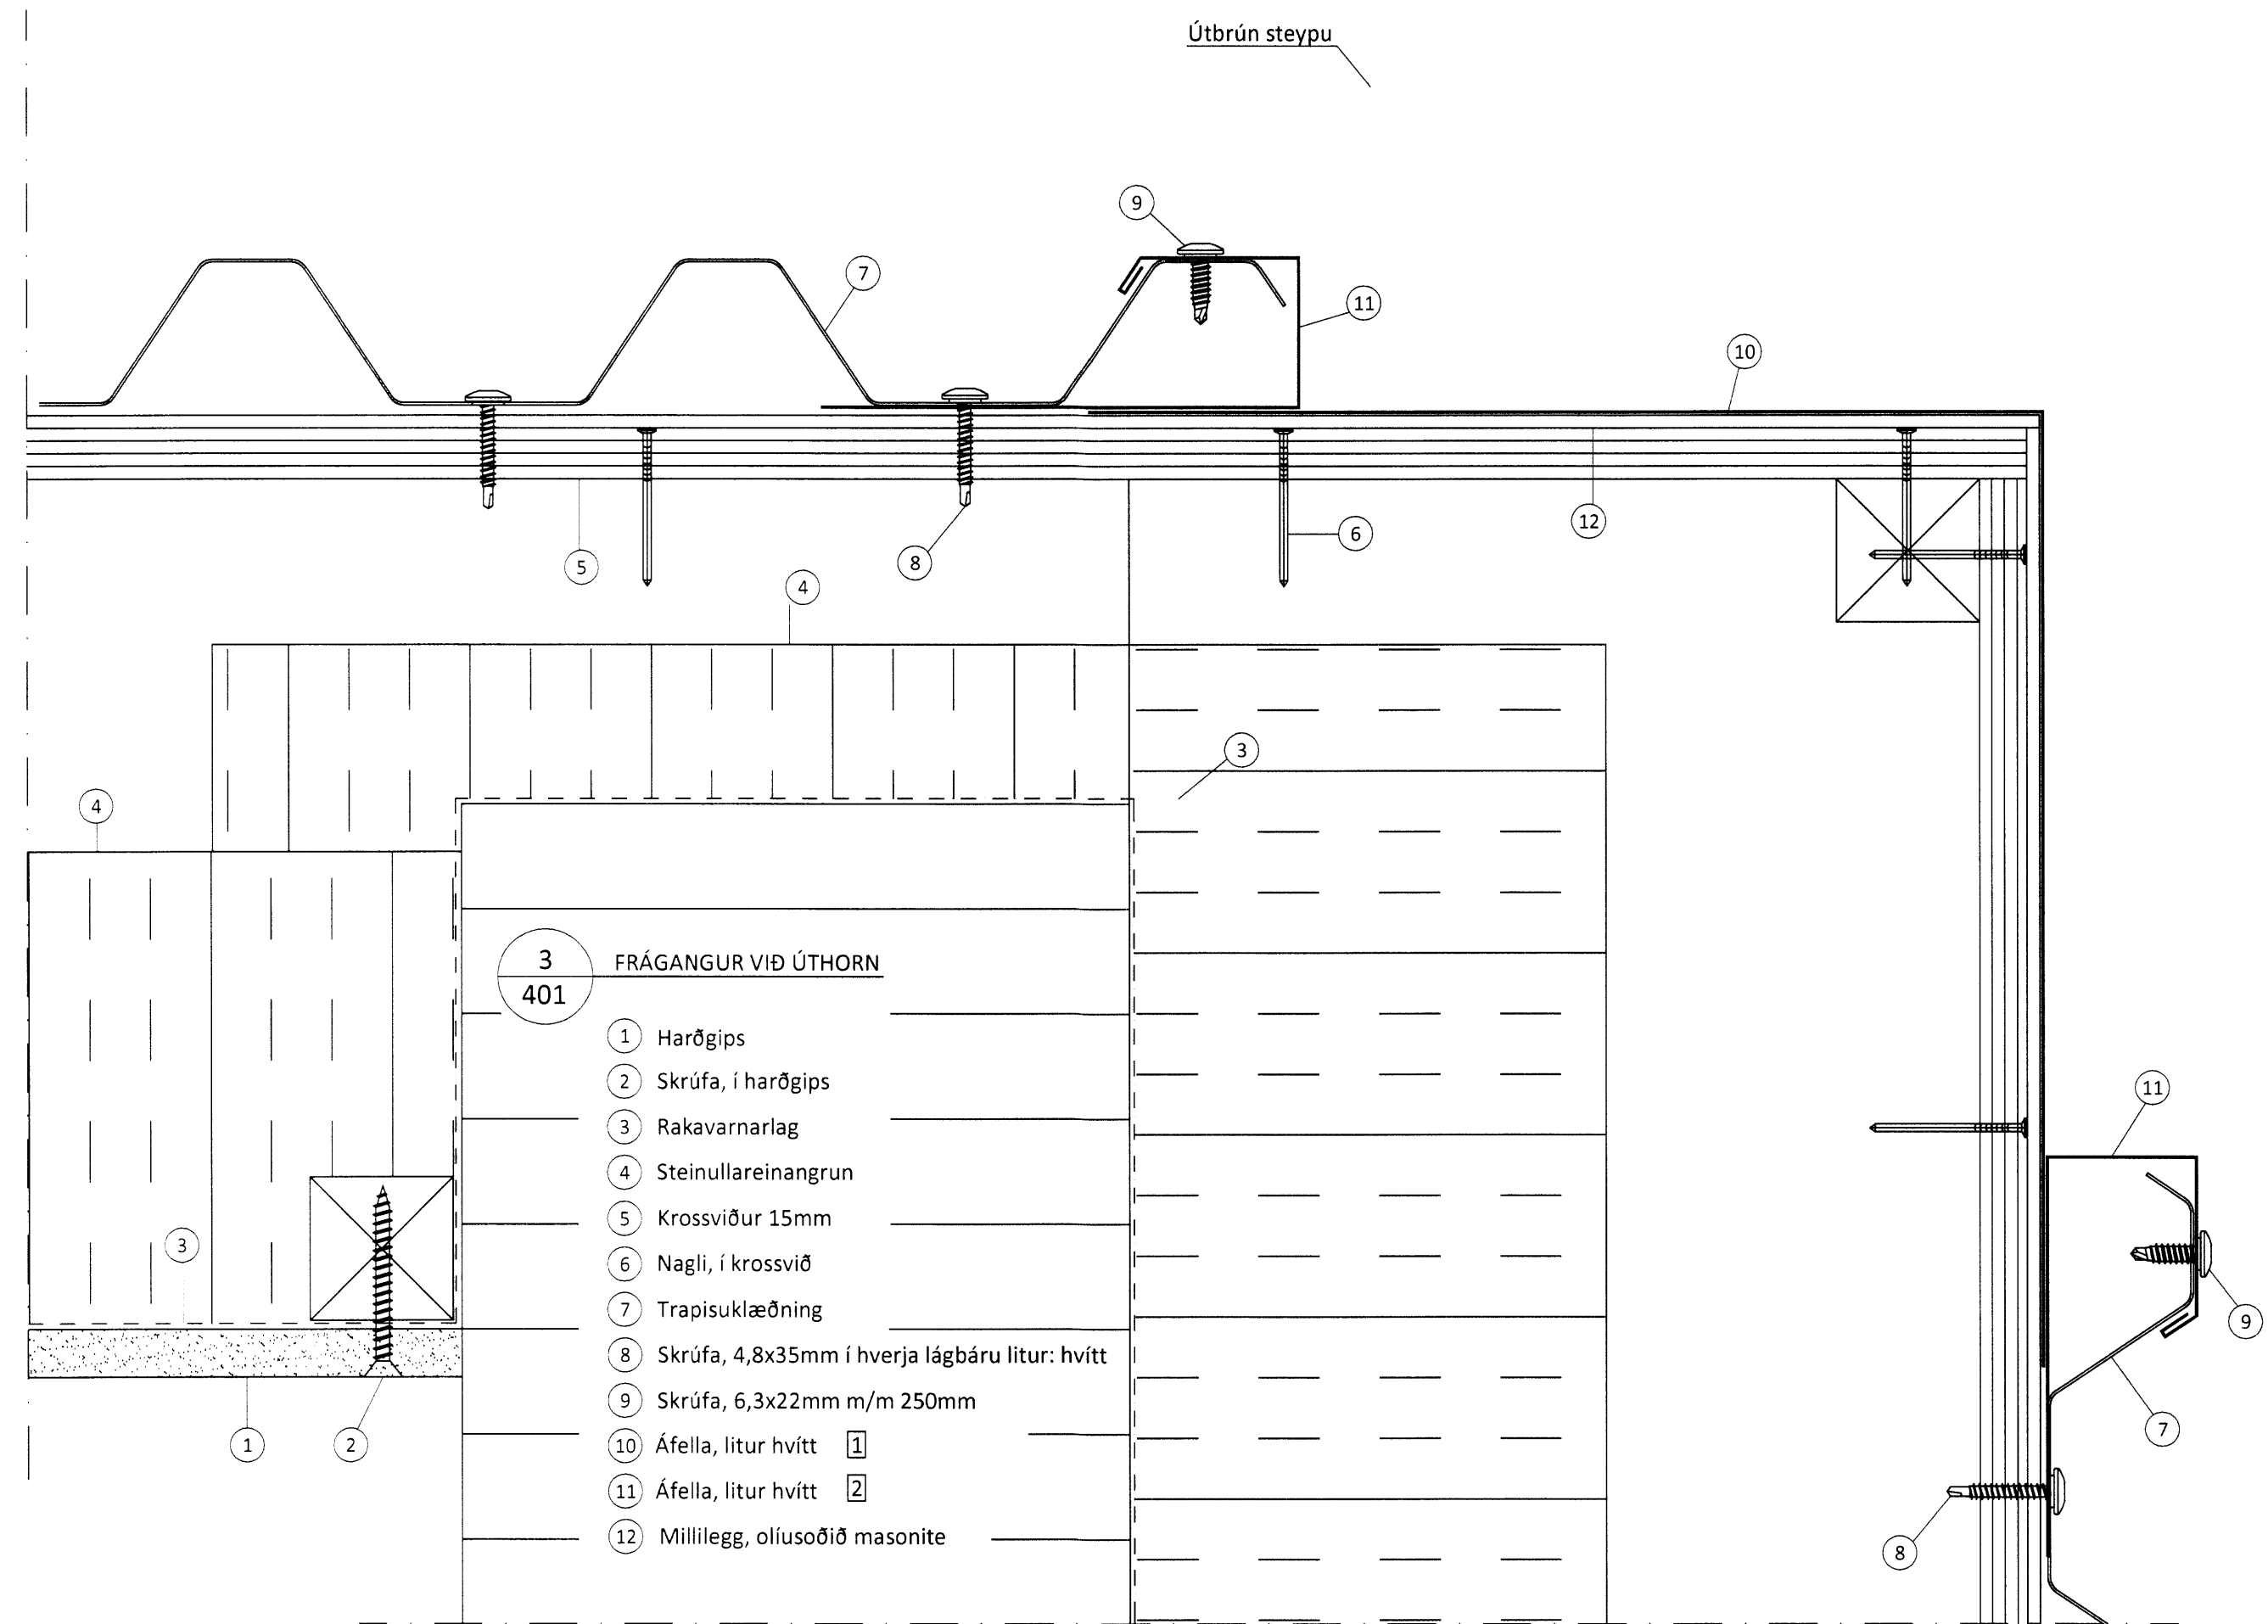 Útbrún steypu
9
7
11
10
5
8
6
12
4
3
4
3
401
FRÁGANGUR VIÐ ÚTHORN
1 Harðgips
2 Skrúfa, í harðgips
3 Rakavarnarlag
4 Steinullareinangrun
5 Krossviður 15mm
6 Nagli, í krossvið
7 Trapisuklæðning
8 Skrúfa, 4,8x35mm í hverja lágbáru litur: hvítt
9 Skrúfa, 6,3x22mm m/m 250mm
10 Áfella, litur hvítt 1
11 Áfella, litur hvítt 2
12 Millilegg, olíusoðið masonite
3
1
2
11
9
7
8